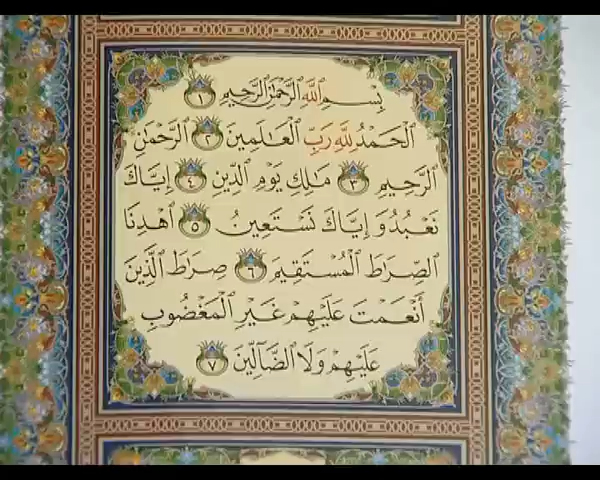 بِسْمِ ٱللَّهِ ٱلرَّحْمَٰنِ ٱلرَّحِيمِ ١
ٱلْحَمْدُ لِلَّهِ رَبِّ ٱلْعَٰلَمِينَ ٢ ٱلرَّحْمَٰنِ
ٱلرَّحِيمِ ٣ مَٰلِكِ يَوْمِ ٱلدِّينِ ٤ إِيَّاكَ
نَعْبُدُ وَإِيَّاكَ نَسْتَعِينُ ٥ ٱهْدِنَا
ٱلصِّرَٰطَ ٱلْمُسْتَقِيمَ ٦ صِرَٰطَ ٱلَّذِينَ
أَنْعَمْتَ عَلَيْهِمْ غَيْرِ ٱلْمَغْضُوبِ
عَلَيْهِمْ وَلَا ٱلضَّآلِّينَ ٧